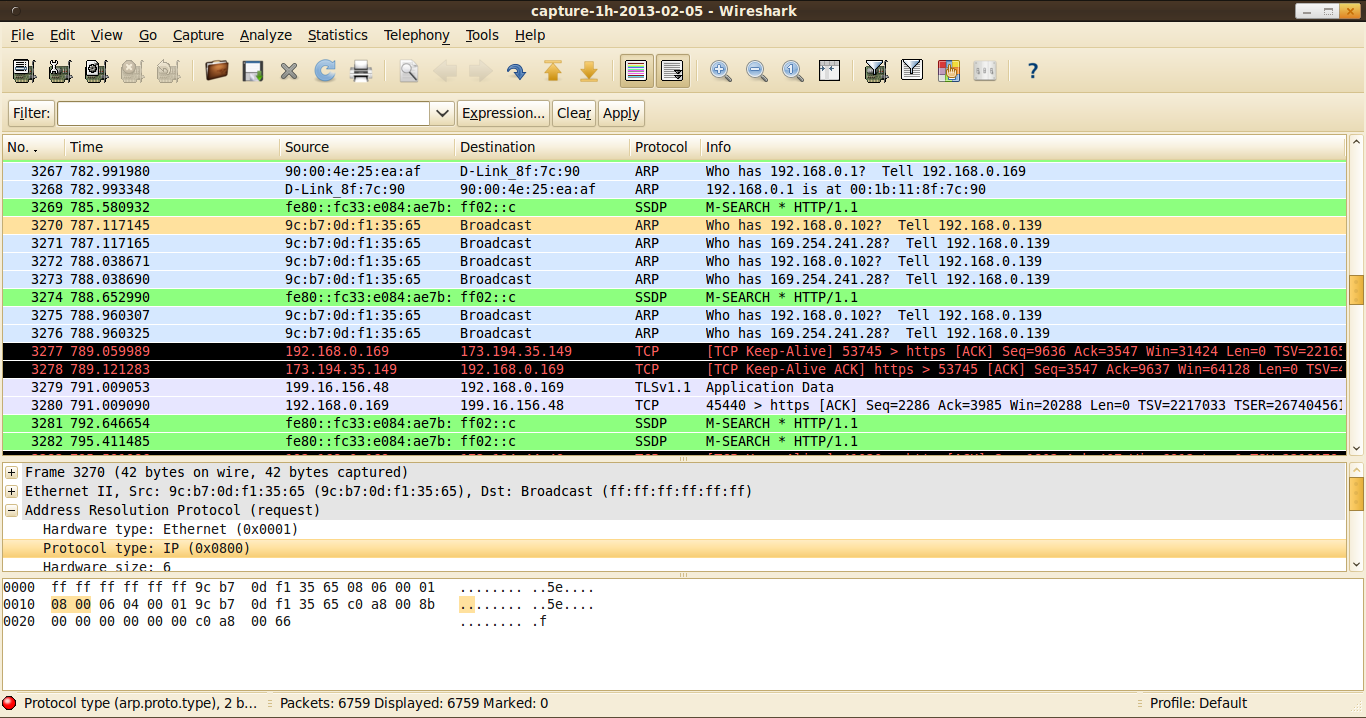 capture-1h-2013-02-05 - Wireshark
File Edit View Go Capture Analyze Statistics Telephony Tools Help
Filter: Expression... Clear Apply
No. . Time Source Destination Protocol Info
3267 782.991980 90:00:4e:25:ea:af D-Link_8f:7c:90 ARP Who has 192.168.0.1? Tell 192.168.0.169
3268 782.993348 D-Link_8f:7c:90 90:00:4e:25:ea:af ARP 192.168.0.1 is at 00:1b:11:8f:7c:90
3269 785.580932 fe80::fc33:e084:ae7b: ff02::c SSDP M-SEARCH * HTTP/1.1
3270 787.117145 9c:b7:0d:f1:35:65 Broadcast ARP Who has 192.168.0.102? Tell 192.168.0.139
3271 787.117165 9c:b7:0d:f1:35:65 Broadcast ARP Who has 169.254.241.28? Tell 192.168.0.139
3272 788.038671 9c:b7:0d:f1:35:65 Broadcast ARP Who has 192.168.0.102? Tell 192.168.0.139
3273 788.038690 9c:b7:0d:f1:35:65 Broadcast ARP Who has 169.254.241.28? Tell 192.168.0.139
3274 788.652990 fe80::fc33:e084:ae7b: ff02::c SSDP M-SEARCH * HTTP/1.1
3275 788.960307 9c:b7:0d:f1:35:65 Broadcast ARP Who has 192.168.0.102? Tell 192.168.0.139
3276 788.960325 9c:b7:0d:f1:35:65 Broadcast ARP Who has 169.254.241.28? Tell 192.168.0.139
3277 789.059989 192.168.0.169 173.194.35.149 TCP [TCP Keep-Alive] 53745 > https [ACK] Seq=9636 Ack=3547 Win=31424 Len=0 TSV=22165
3278 789.121283 173.194.35.149 192.168.0.169 TCP [TCP Keep-Alive ACK] https > 53745 [ACK] Seq=3547 Ack=9637 Win=64128 Len=0 TSV=4
3279 791.009053 199.16.156.48 192.168.0.169 TLSv1.1 Application Data
3280 791.009090 192.168.0.169 199.16.156.48 TCP 45440 > https [ACK] Seq=2286 Ack=3985 Win=20288 Len=0 TSV=2217033 TSER=267404561
3281 792.646654 fe80::fc33:e084:ae7b: ff02::c SSDP M-SEARCH * HTTP/1.1
3282 795.411485 fe80::fc33:e084:ae7b: ff02::c SSDP M-SEARCH * HTTP/1.1
Frame 3270 (42 bytes on wire, 42 bytes captured)
Ethernet II, Src: 9c:b7:0d:f1:35:65 (9c:b7:0d:f1:35:65), Dst: Broadcast (ff:ff:ff:ff:ff:ff)
Address Resolution Protocol (request)
Hardware type: Ethernet (0x0001)
Protocol type: IP (0x0800)
Hardware size: 6
0000 ff ff ff ff ff ff 9c b7 0d f1 35 65 08 06 00 01 ........ ..5e....
0010 08 00 06 04 00 01 9c b7 0d f1 35 65 c0 a8 00 8b ........ ..5e....
0020 00 00 00 00 00 00 c0 a8 00 66 ........ .f
Protocol type (arp.proto.type), 2 b... Packets: 6759 Displayed: 6759 Marked: 0 Profile: Default